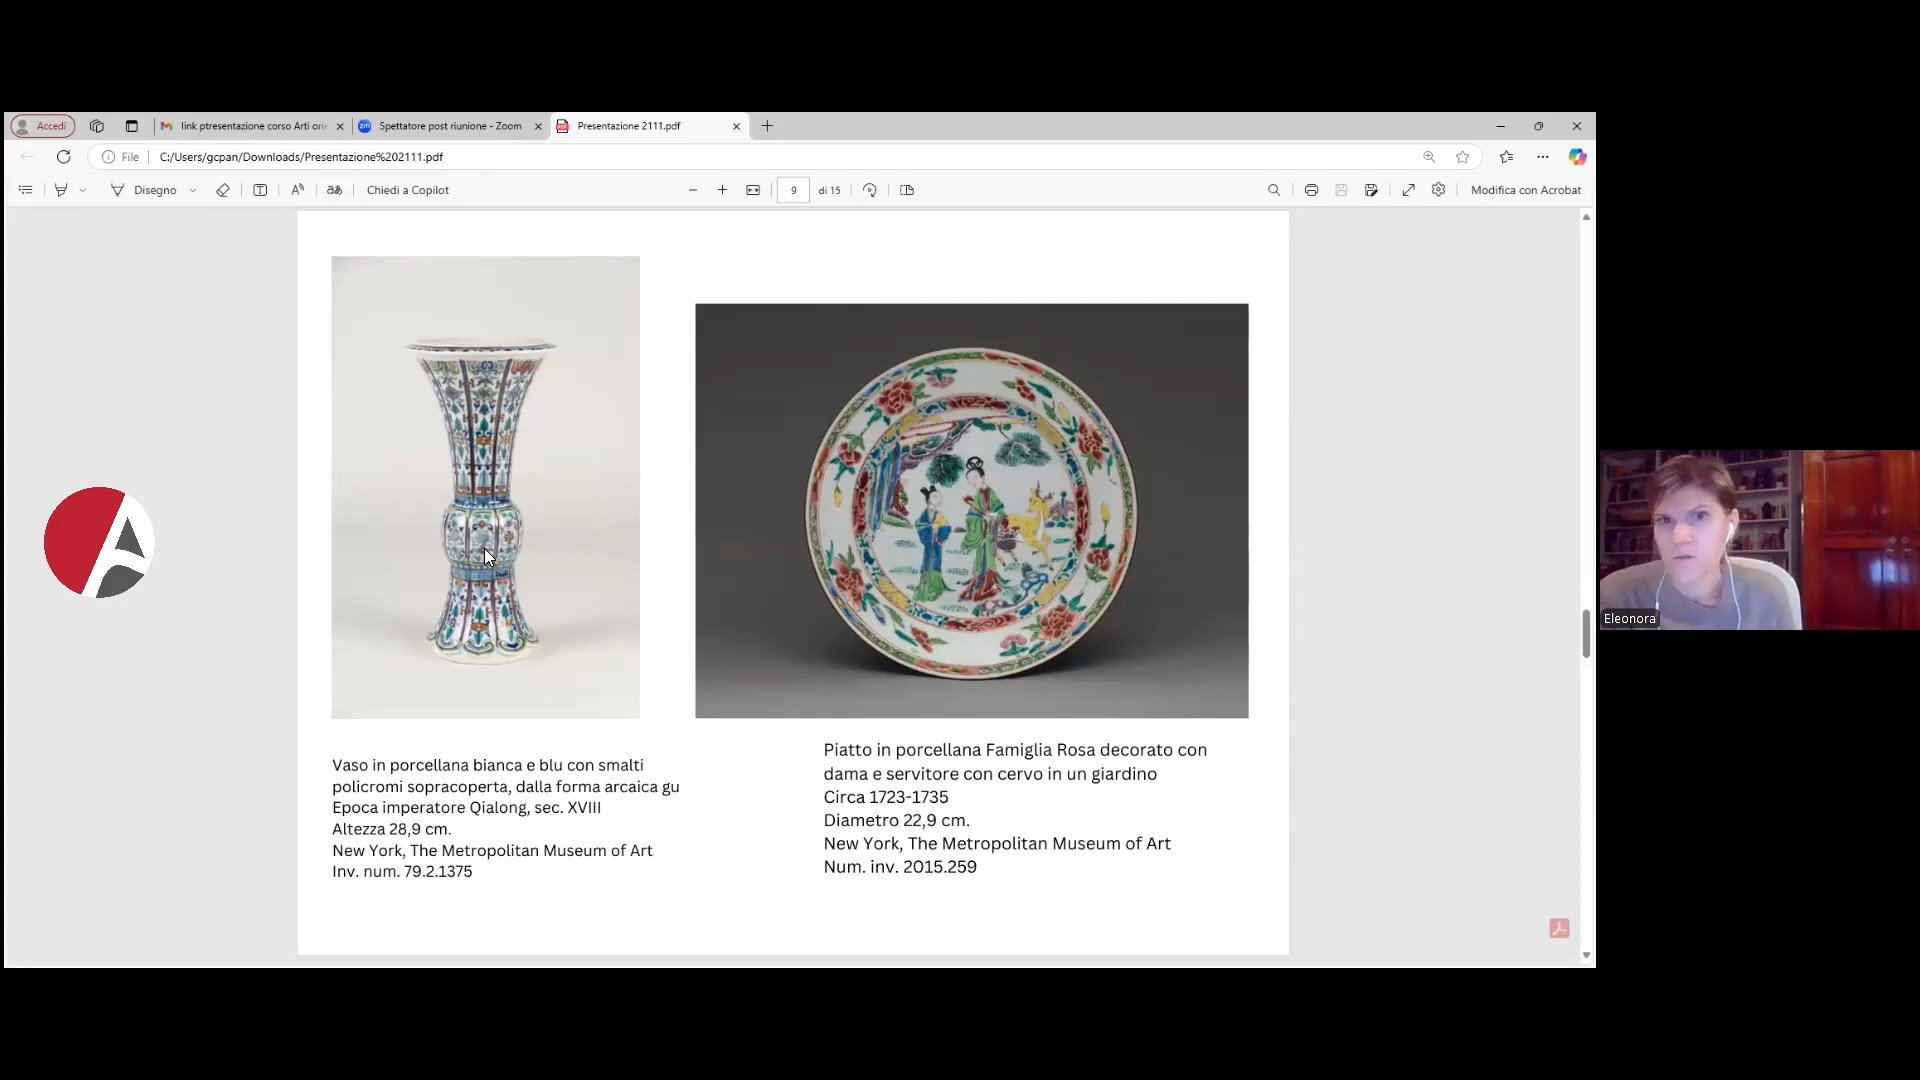 Accedi
link ptresentazione corso Arti orie
Spettatore post riunione - Zoom
Presentazione 2111.pdf
File
C:/Users/gcpan/Downloads/Presentazione%202111.pdf
Disegno
Chiedi a Copilot
9
di 15
Modifica con Acrobat
Vaso in porcellana bianca e blu con smalti
policromi sopracoperta, dalla forma arcaica gu
Epoca imperatore Qialong, sec. XVIII
Altezza 28,9 cm.
New York, The Metropolitan Museum of Art
Inv. num. 79.2.1375
Piatto in porcellana Famiglia Rosa decorato con
dama e servitore con cervo in un giardino
Circa 1723-1735
Diametro 22,9 cm.
New York, The Metropolitan Museum of Art
Num. inv. 2015.259
Eleonora